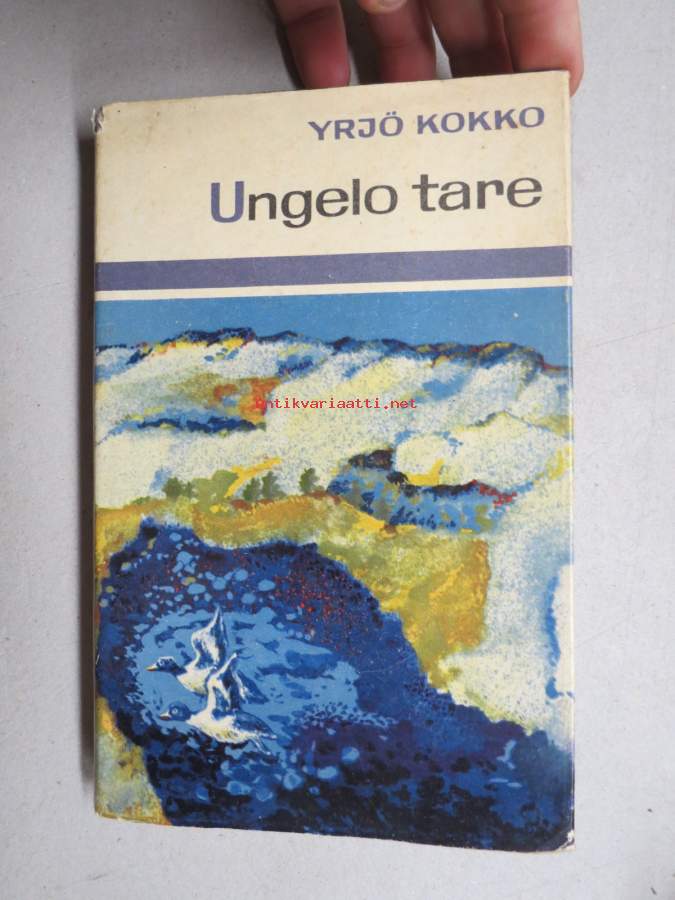 YRJÖ KOKKO
Ungelo tare
antikvariaatti.net